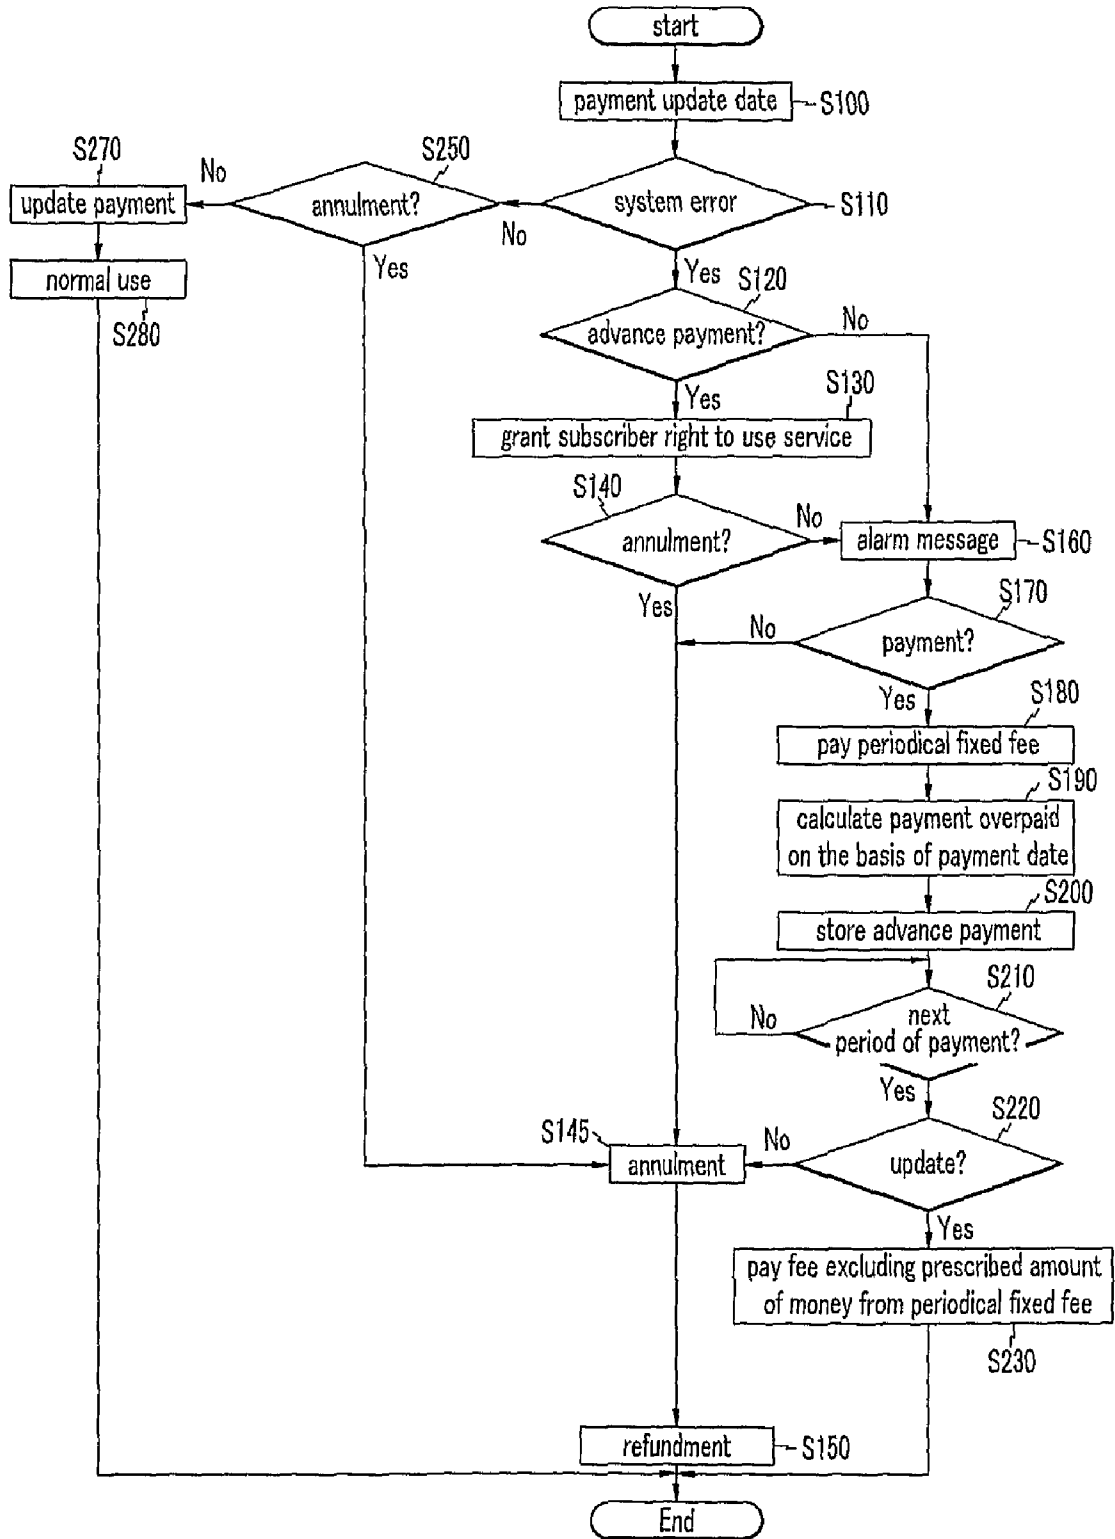 start
payment update date
S100
S270
No
S250
update payment
annulment?
system error
S110
No
Yes
Yes
normal use
S280
S120
advance payment?
No
Yes
S130
grant subscriber right to use service
S140
annulment?
No
alarm message
S160
Yes
S170
No
payment?
Yes
S180
pay periodical fixed fee
S190
calculate payment overpaid
on the basis of payment date
S200
store advance payment
S210
No
next
period of payment?
Yes
S220
S145
annulment
No
update?
Yes
pay fee excluding prescribed amount
of money from periodical fixed fee
S230
refundment
S150
End